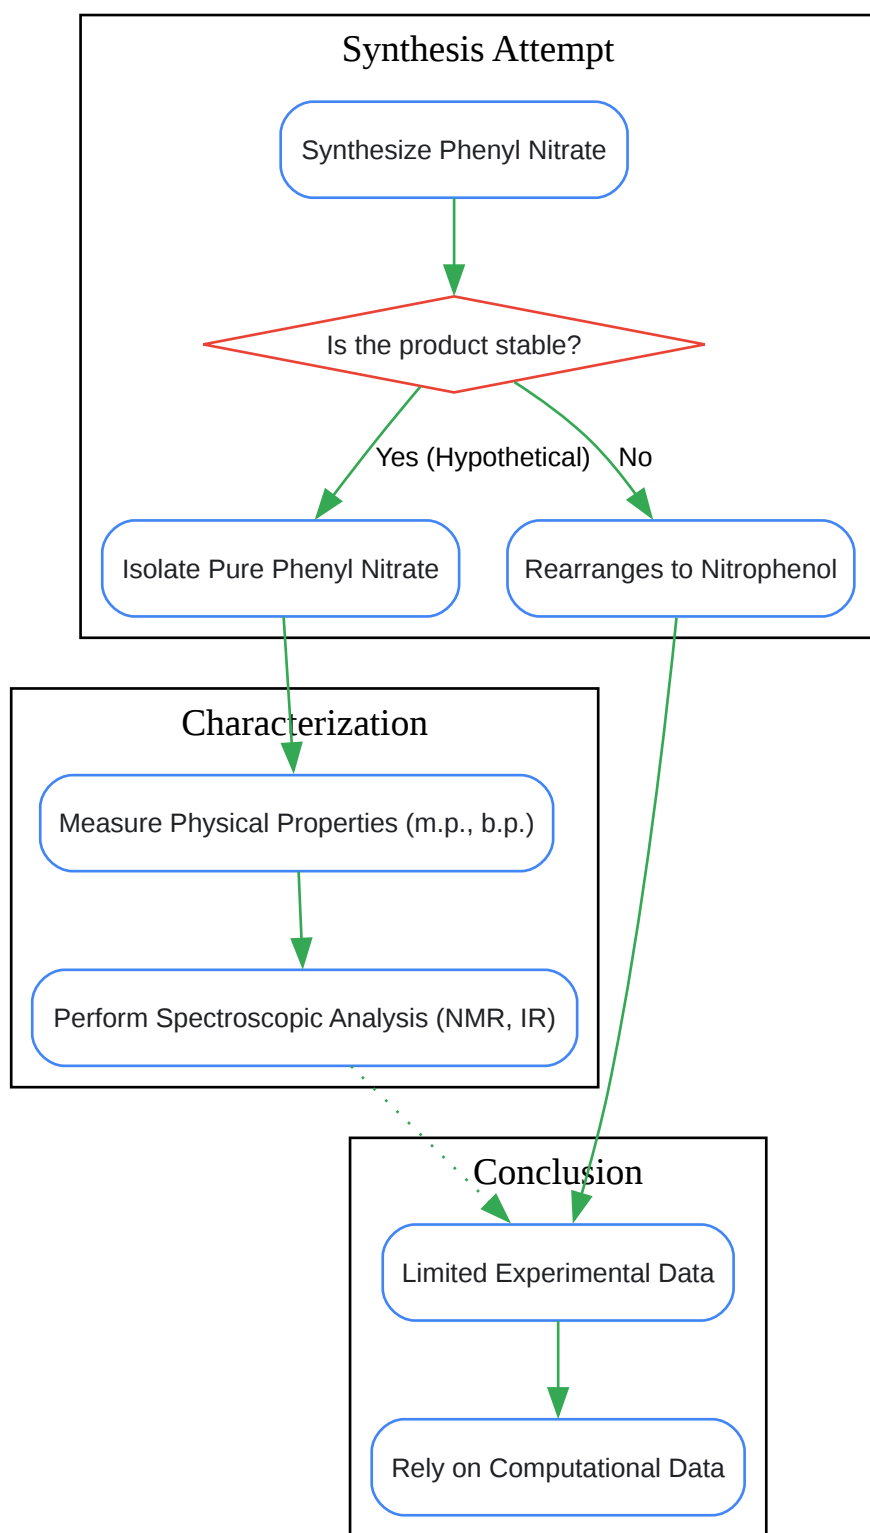 Synthesis Attempt
Synthesize Phenyl Nitrate
Is the product stable?
Yes (Hypothetical)
No
Isolate Pure Phenyl Nitrate
Rearranges to Nitrophenol
Characterization
Measure Physical Properties (m.p., b.p.)
Perform Spectroscopic Analysis (NMR, IR)
Conclusion
Limited Experimental Data
Rely on Computational Data